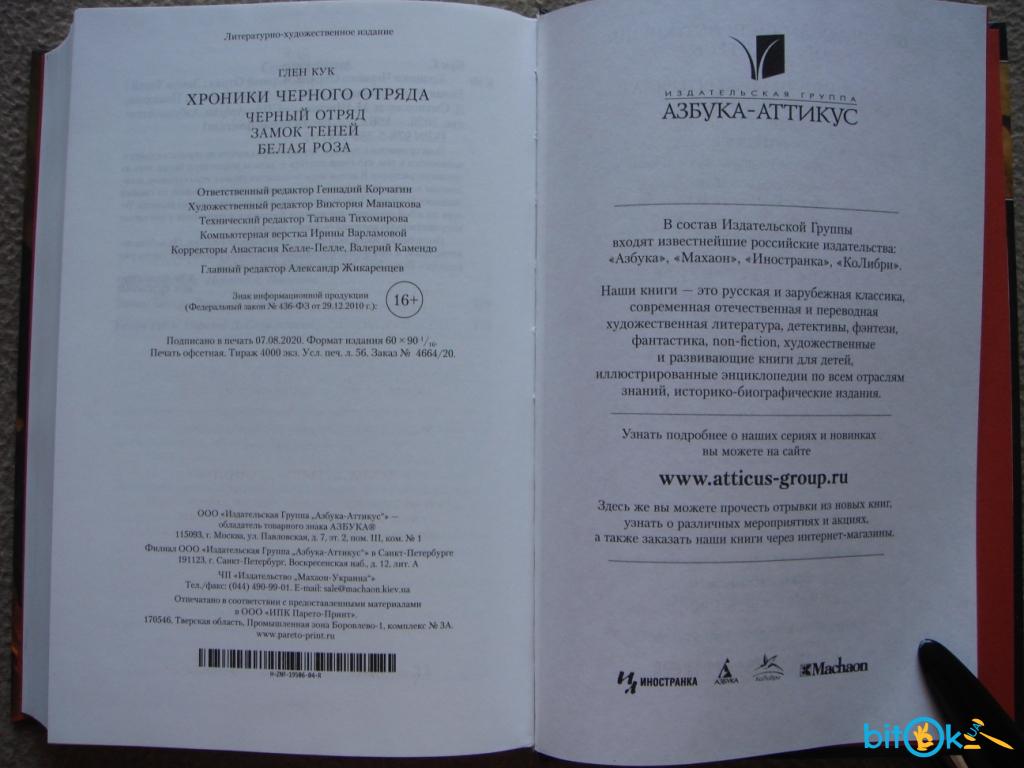 Литературно-художественное издание
ГЛЕН КУК
ХРОНИКИ ЧЕРНОГО ОТРЯДА
ЧЕРНЫЙ ОТРЯД
ЗАМОК ТЕНЕЙ
БЕЛАЯ РОЗА
Ответственный редактор Геннадий Корчагин
Художественный редактор Виктория Манацкова
Технический редактор Татьяна Тихомирова
Компьютерная верстка Ирины Варламовой
Корректоры Анастасия Келле-Пелле, Валерий Камендо
Главный редактор Александр Жикаренцев
Знак информационной продукции
(Федеральный закон № 436-ФЗ от 29.12.2010 г.):
16+
Подписано в печать 07.08.2020. Формат издания 60 × 90 1/16.
Печать офсетная. Тираж 4000 экз. Усл. печ. л. 56. Заказ № 4664/20.
ООО «Издательская Группа „Азбука-Аттикус“» —
обладатель товарного знака АЗБУКА®
115093, г. Москва, ул. Павловская, д. 7, эт. 2, пом. III, ком. № 1
Филиал ООО «Издательская Группа „Азбука-Аттикус“» в Санкт-Петербурге
191123, г. Санкт-Петербург, Воскресенская наб., д. 12, лит. А
ЧП «Издательство „Махаон-Украина“»
Тел./факс: (044) 490-99-01. E-mail: sale@machaon.kiev.ua
Отпечатано в соответствии с предоставленными материалами
в ООО «ИПК Парето-Принт».
170546, Тверская область, Промышленная зона Боровлево-1, комплекс № 3А.
www.pareto-print.ru
H-ZNF-19506-04-R
ИЗДАТЕЛЬСКАЯ ГРУППА
АЗБУКА-АТТИКУС
В состав Издательской Группы
входят известнейшие российские издательства:
«Азбука», «Махаон», «Иностранка», «КоЛибри».
Наши книги — это русская и зарубежная классика,
современная отечественная и переводная
художественная литература, детективы, фэнтези,
фантастика, non-fiction, художественные
и развивающие книги для детей,
иллюстрированные энциклопедии по всем отраслям
знаний, историко-биографические издания.
Узнать подробнее о наших сериях и новинках
вы можете на сайте
www.atticus-group.ru
Здесь же вы можете прочесть отрывки из новых книг,
узнать о различных мероприятиях и акциях,
а также заказать наши книги через интернет-магазины.
ИЛ ИНОСТРАНКА
АЗБУКА
КоЛибри
Machaon
bitOk
UA